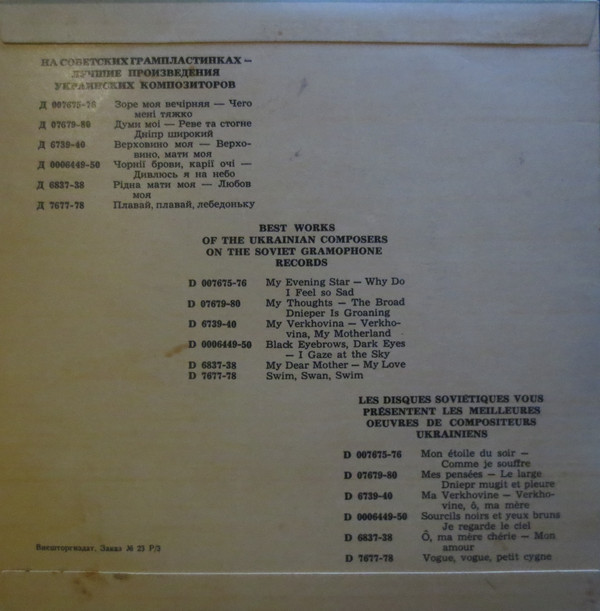 НА СОВЕТСКИХ ГРАМПЛАСТИНКАХ —
ЛУЧШИЕ ПРОИЗВЕДЕНИЯ
УКРАИНСКИХ КОМПОЗИТОРОВ
Д 007675-76 Зоре моя вечірняя — Чего
мені тяжко
Д 07679-80 Думи мої — Реве та стогне
Дніпр широкий
Д 6739-40 Верховино моя — Верхо-
вино, мати моя
Д 0006449-50 Чорнії брови, карії очі —
Дивлюсь я на небо
Д 6837-38 Рідна мати моя — Любов
моя
Д 7677-78 Плавай, плавай, лебедоньку
BEST WORKS
OF THE UKRAINIAN COMPOSERS
ON THE SOVIET GRAMOPHONE
RECORDS
D 007675-76 My Evening Star — Why Do
I Feel so Sad
D 07679-80 My Thoughts — The Broad
Dnieper Is Groaning
D 6739-40 My Verkhovina — Verkho-
vina, My Motherland
D 0006449-50 Black Eyebrows, Dark Eyes
— I Gaze at the Sky
D 6837-38 My Dear Mother — My Love
D 7677-78 Swim, Swan, Swim
LES DISQUES SOVIÉTIQUES VOUS
PRÉSENTENT LES MEILLEURES
OEUVRES DE COMPOSITEURS
UKRAINIENS
D 007675-76 Mon étoile du soir —
Comme je souffre
D 07679-80 Mes pensées — Le large
Dniepr mugit et pleure
D 6739-40 Ma Verkhovine — Verkho-
vine, ô, ma mère
D 0006449-50 Sourcils noirs et yeux bruns
Je regarde le ciel
D 6837-38 Ô, ma mère chérie — Mon
amour
D 7677-78 Vogue, vogue, petit cygne
Внешторгиздат, Заказ № 23 Р/3